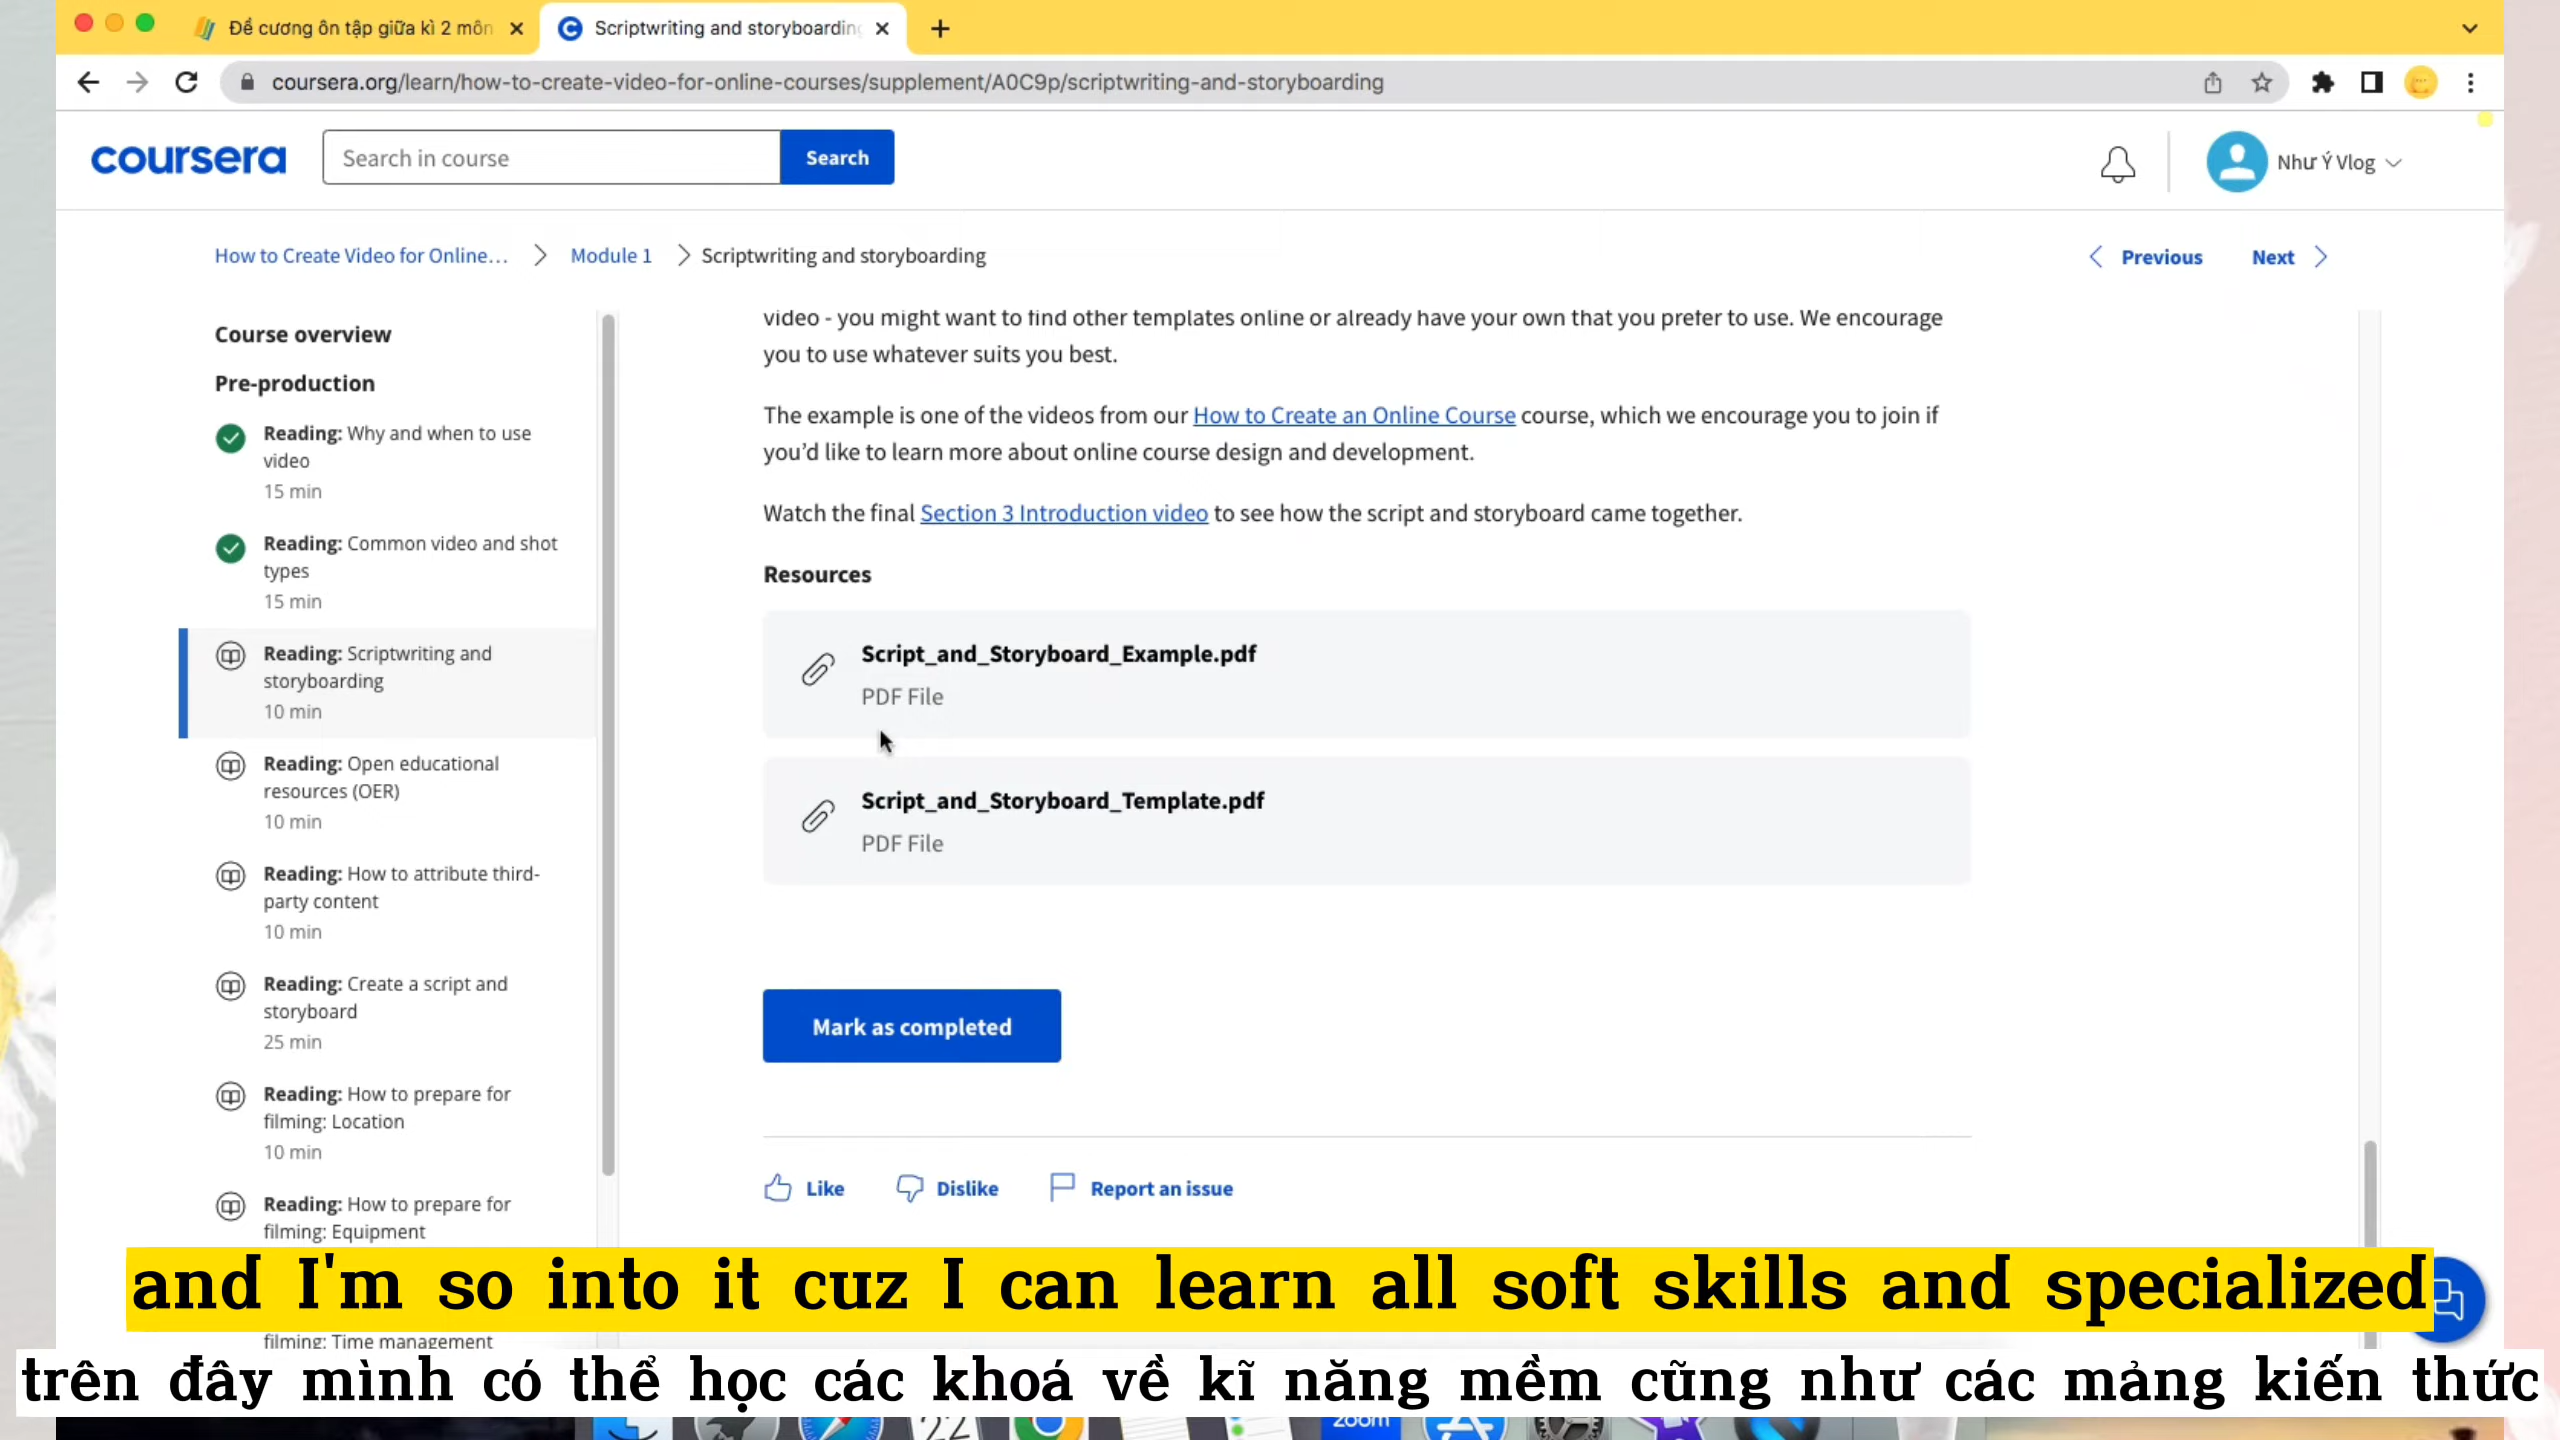 Đề cương ôn tập giữa kì 2 môn
Scriptwriting and storyboarding
coursera.org/learn/how-to-create-video-for-online-courses/supplement/A0C9p/scriptwriting-and-storyboarding
coursera
Search in course
Search
Như Ý Vlog
How to Create Video for Online…
Module 1
Scriptwriting and storyboarding
Previous
Next
Course overview
Pre-production
Reading: Why and when to use
video
15 min
Reading: Common video and shot
types
15 min
Reading: Scriptwriting and
storyboarding
10 min
Reading: Open educational
resources (OER)
10 min
Reading: How to attribute third-
party content
10 min
Reading: Create a script and
storyboard
25 min
Reading: How to prepare for
filming: Location
10 min
Reading: How to prepare for
filming: Equipment
filming: Time management
video - you might want to find other templates online or already have your own that you prefer to use. We encourage
you to use whatever suits you best.
The example is one of the videos from our How to Create an Online Course course, which we encourage you to join if
you’d like to learn more about online course design and development.
Watch the final Section 3 Introduction video to see how the script and storyboard came together.
Resources
Script_and_Storyboard_Example.pdf
PDF File
Script_and_Storyboard_Template.pdf
PDF File
Mark as completed
Like
Dislike
Report an issue
and I'm so into it cuz I can learn all soft skills and specialized
trên đây mình có thể học các khoá về kĩ năng mềm cũng như các mảng kiến thức
22
zoom